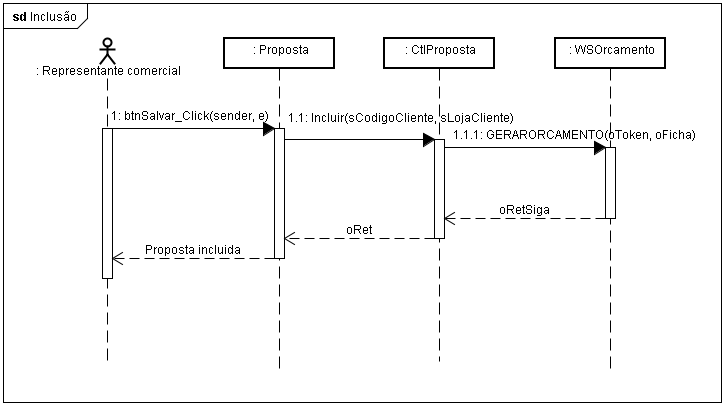 sd Inclusão
: Representante comercial
: Proposta
: CtlProposta
: WSOrcamento
1: btnSalvar_Click(sender, e)
1.1: Incluir(sCodigoCliente, sLojaCliente)
1.1.1: GERARORCAMENTO(oToken, oFicha)
oRetSiga
oRet
Proposta incluida